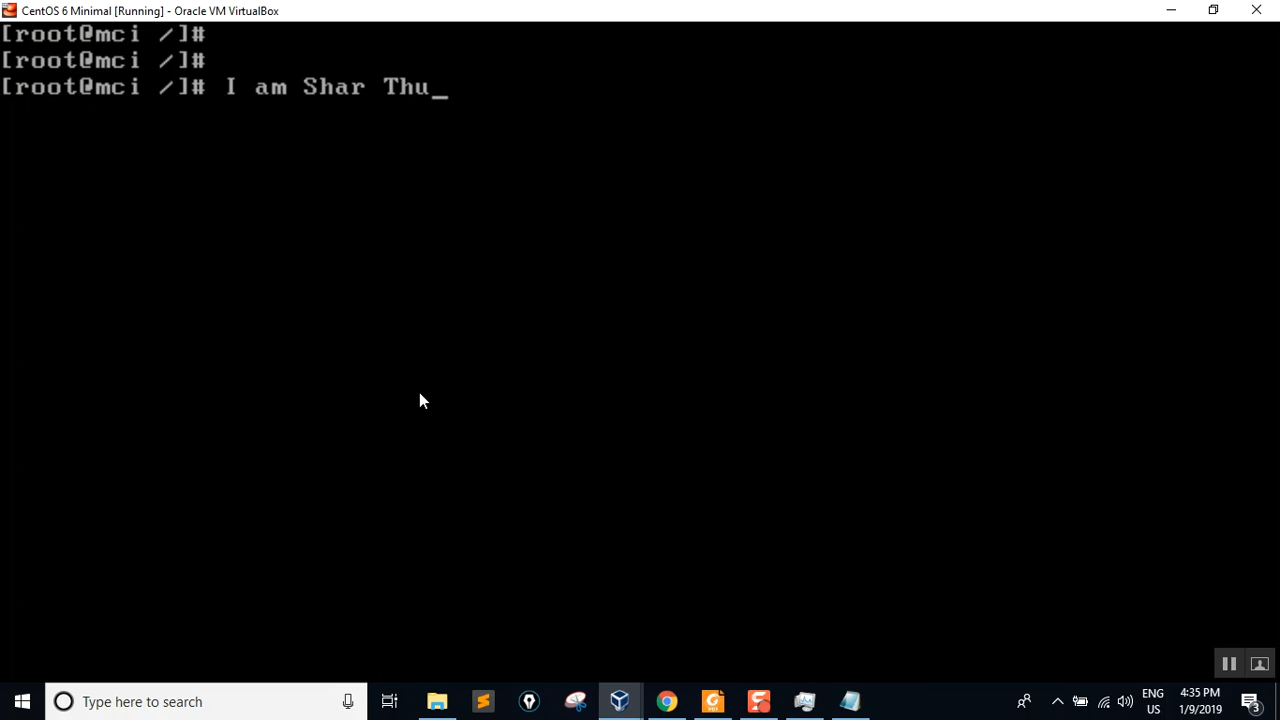 CentOS 6 Minimal [Running] - Oracle VM VirtualBox
[root@mci /]#
[root@mci /]#
[root@mci /]# I am Shar Thu_
Type here to search
ENG
US
4:35 PM
1/9/2019
3